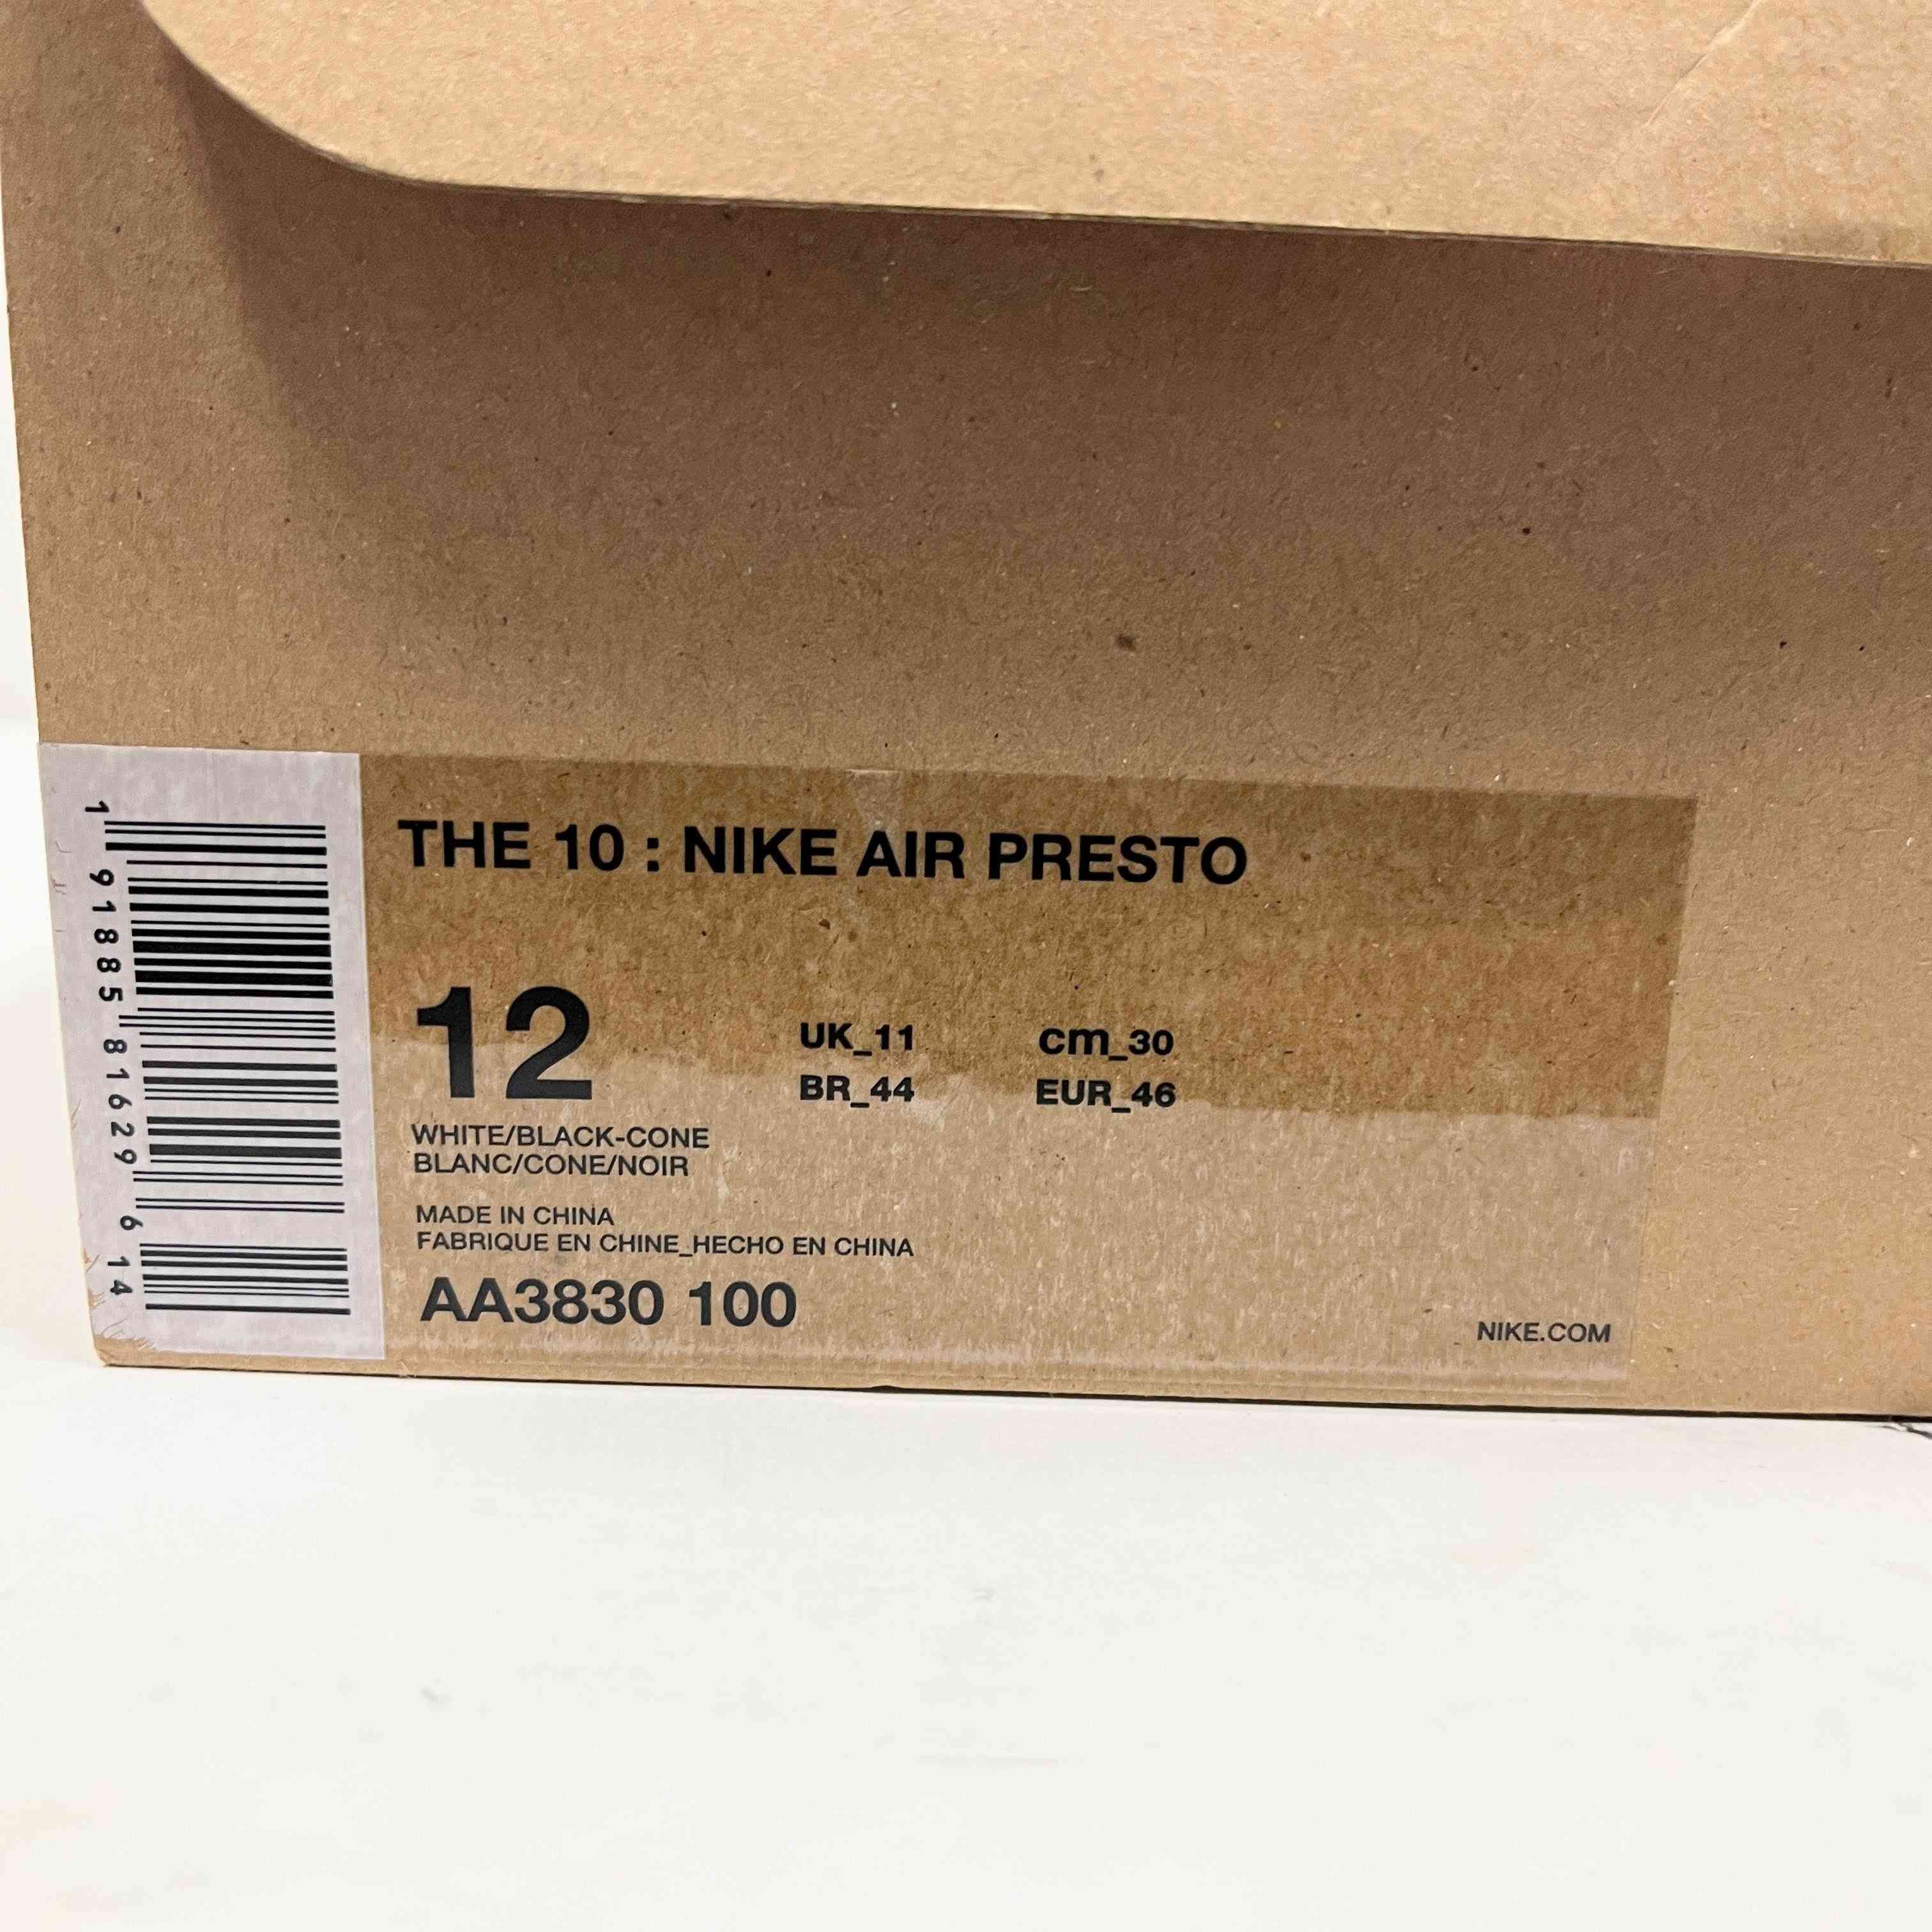 THE 10 : NIKE AIR PRESTO
12
UK_11 cm_30
BR_44 EUR_46
WHITE/BLACK-CONE
BLANC/CONE/NOIR
MADE IN CHINA
FABRIQUE EN CHINE_HECHO EN CHINA
AA3830 100
NIKE.COM
1 91885 81629 6 14